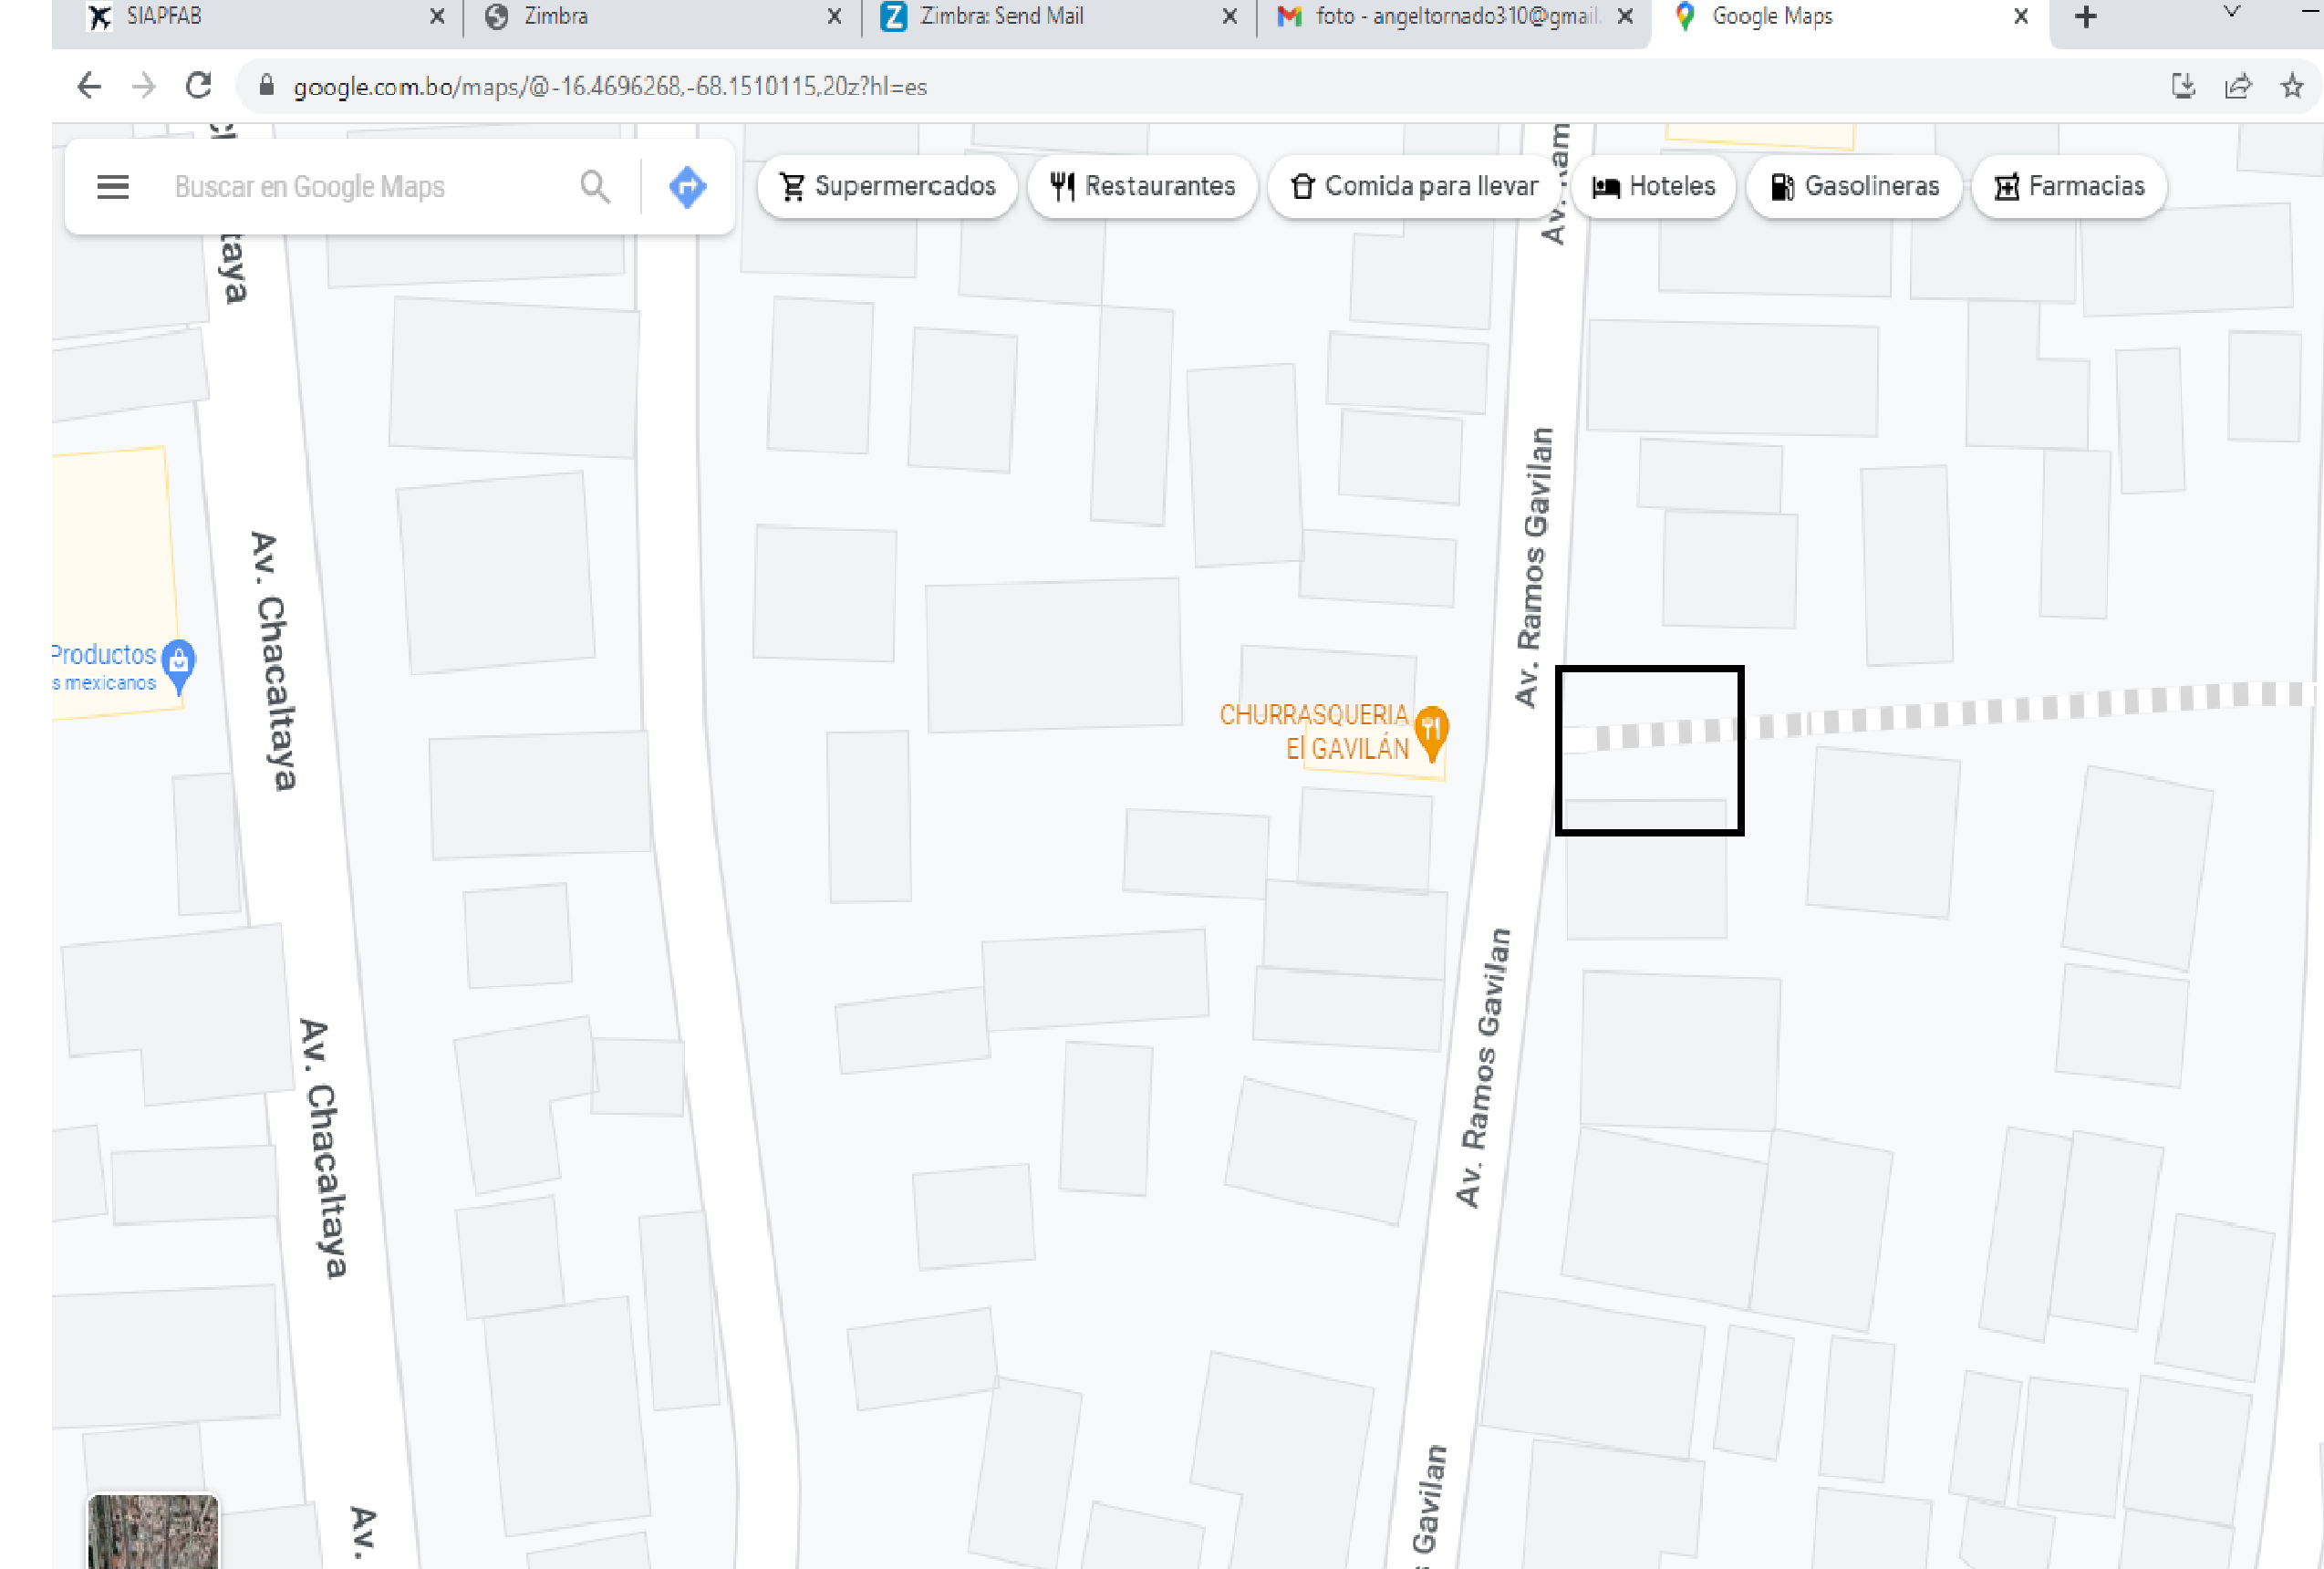 SIAPFAB
Zimbra
Zimbra: Send Mail
foto - angeltornado310@gmail.
Google Maps
google.com.bo/maps/@-16.4696268,-68.1510115,20z?hl=es
Buscar en Google Maps
Supermercados
Restaurantes
Comida para llevar
Hoteles
Gasolineras
Farmacias
taya
Av. Ram
Av. Chacaltaya
Av. Ramos Gavilan
Productos
s mexicanos
CHURRASQUERIA
El GAVILÁN
Av. Ramos Gavilan
Av. Chacaltaya
Gavilan
Av.